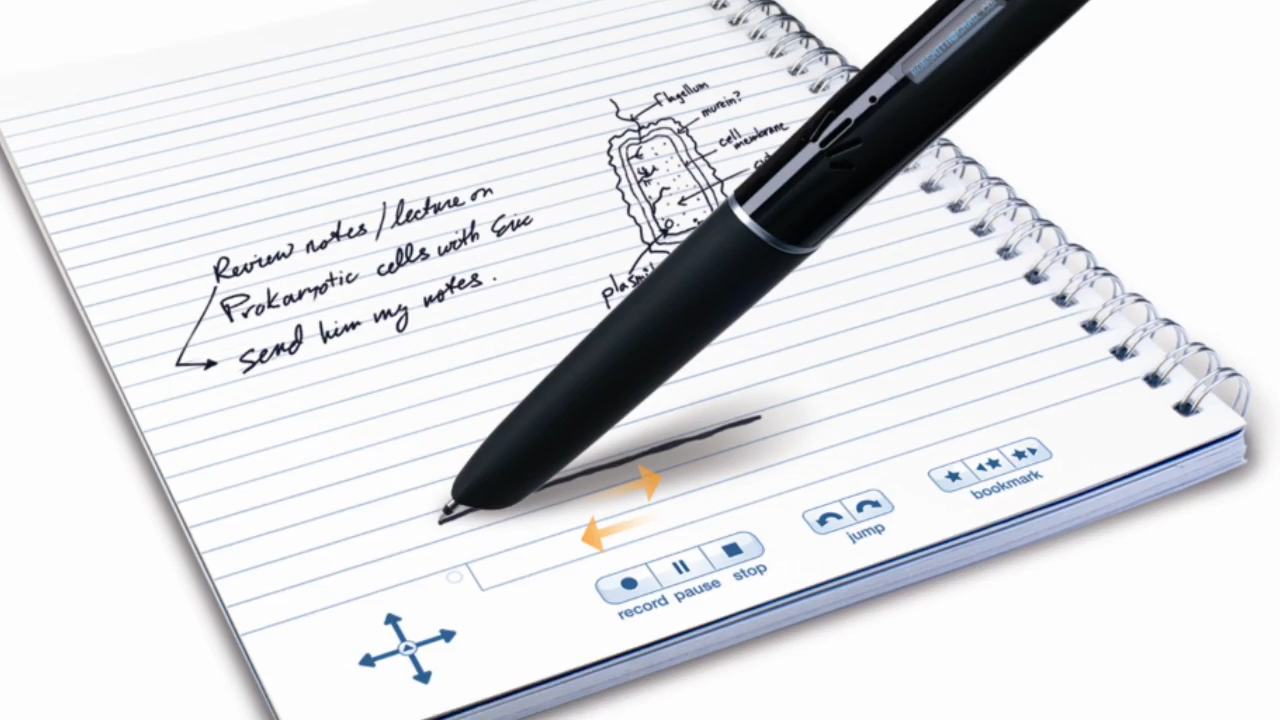 flagellum
murein?
cell
membrane
Review notes/lecture on
Prokaryotic cells with Eric
send him my notes.
bookmark
jump
record pause stop